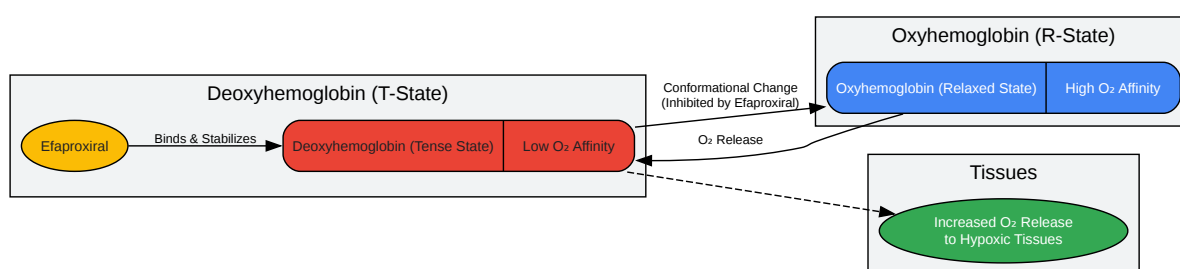 Oxyhemoglobin (R-State)
Oxyhemoglobin (Relaxed State)
High O₂ Affinity
Deoxyhemoglobin (T-State)
Efaproxiral
Binds & Stabilizes
Deoxyhemoglobin (Tense State)
Low O₂ Affinity
Conformational Change
(Inhibited by Efaproxiral)
O₂ Release
Tissues
Increased O₂ Release
to Hypoxic Tissues